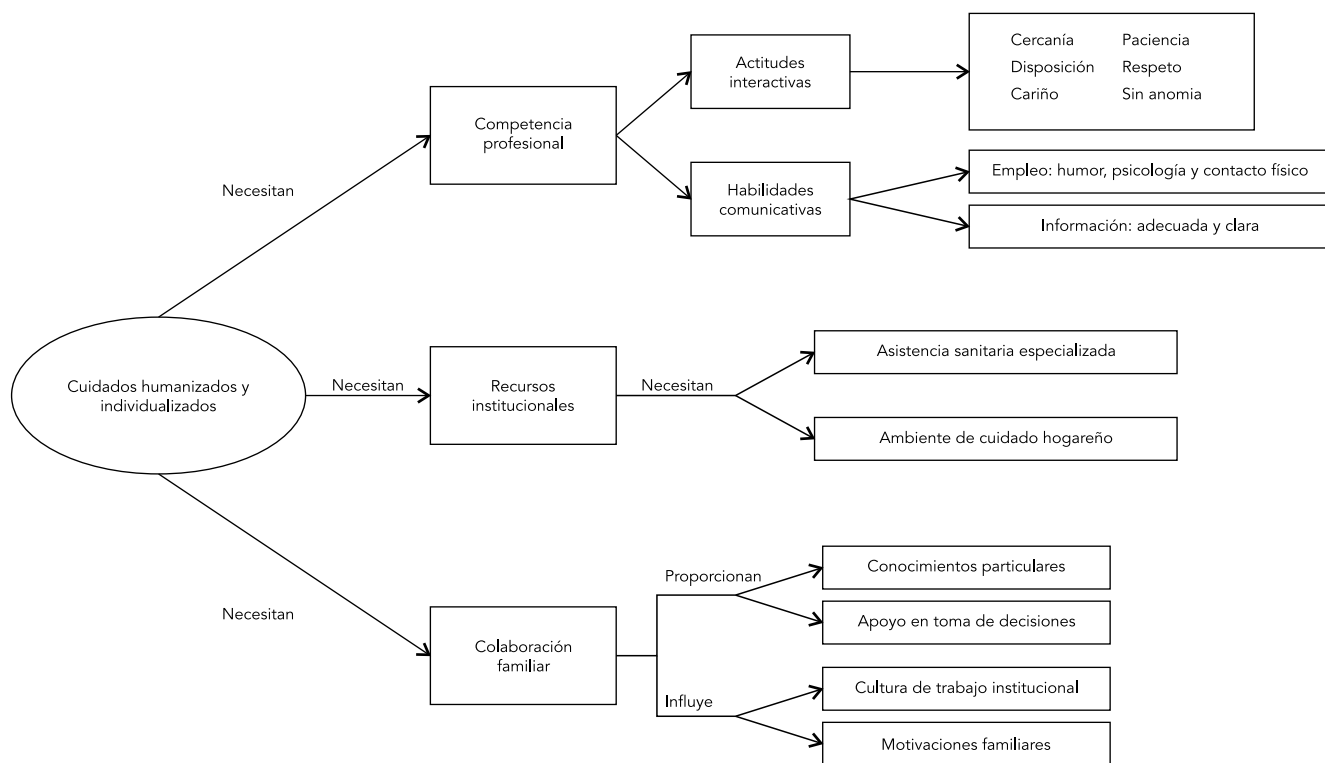 Cercanía Paciencia
Disposición Respeto
Cariño Sin anomia
Actitudes
interactivas
Competencia
profesional
Necesitan
Habilidades
comunicativas
Empleo: humor, psicología y contacto físico
Información: adecuada y clara
Cuidados humanizados y
individualizados
Necesitan
Recursos
institucionales
Necesitan
Asistencia sanitaria especializada
Ambiente de cuidado hogareño
Necesitan
Colaboración
familiar
Proporcionan
Conocimientos particulares
Apoyo en toma de decisiones
Influye
Cultura de trabajo institucional
Motivaciones familiares